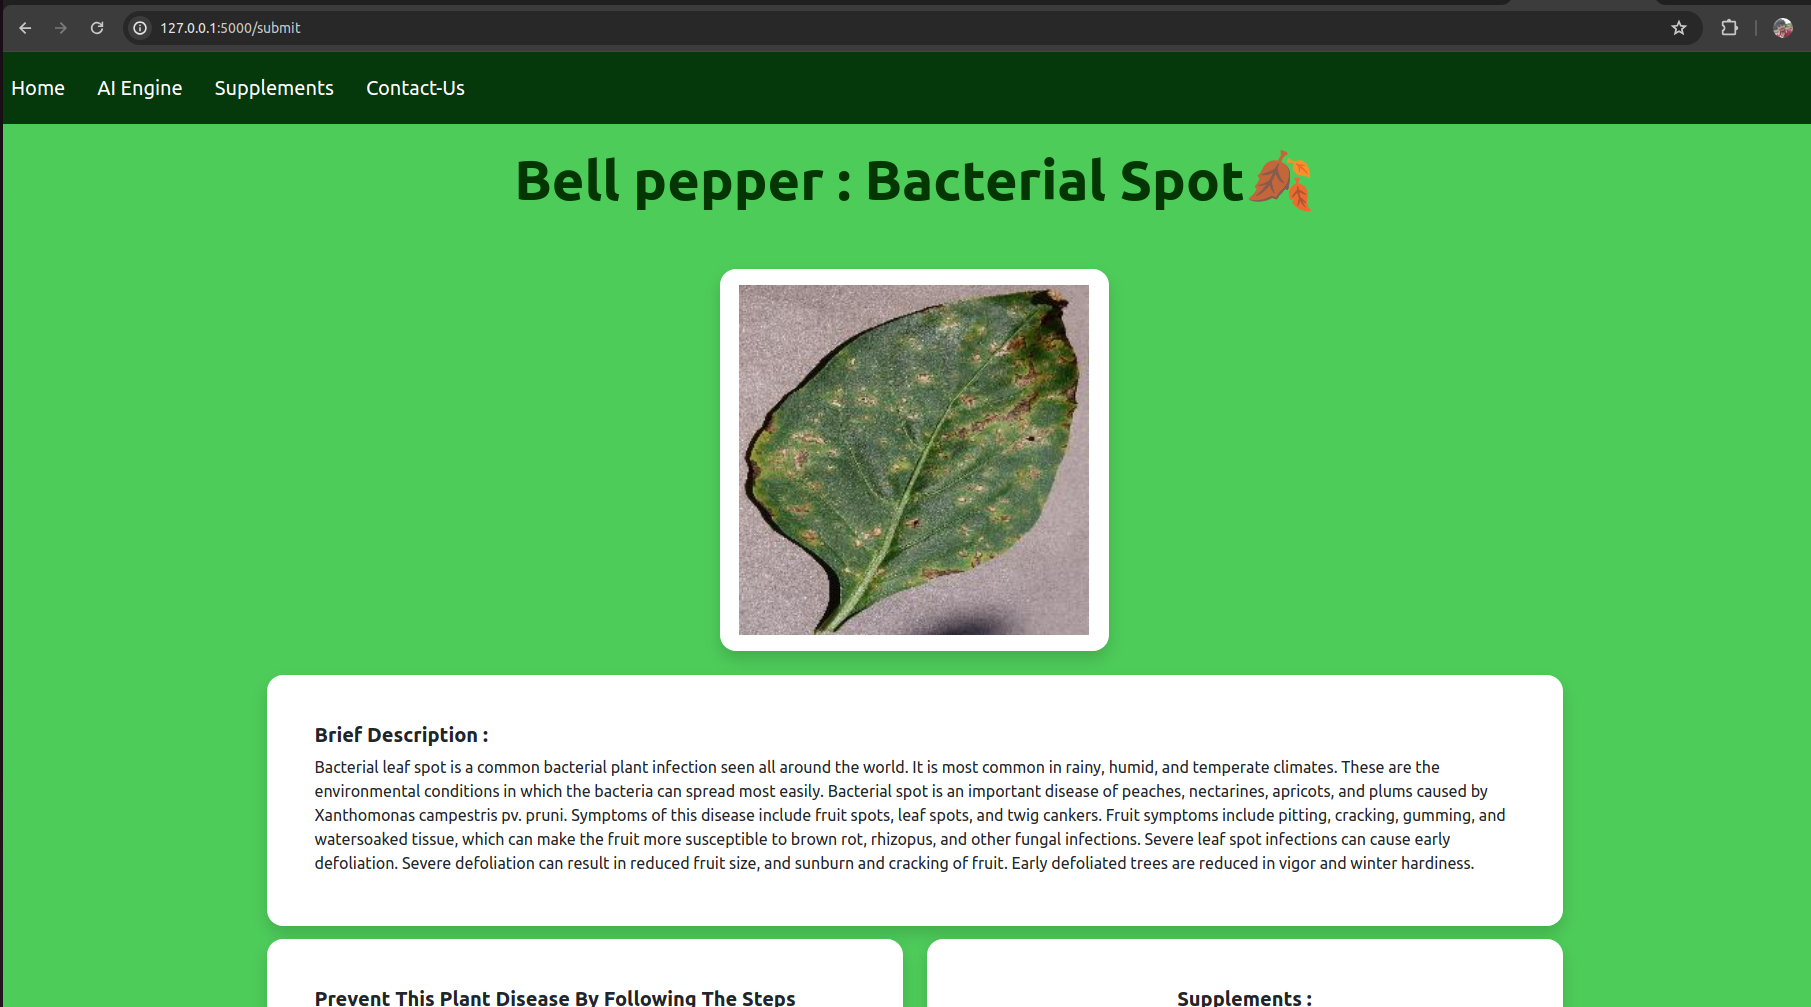 127.0.0.1:5000/submit
Home AI Engine Supplements Contact-Us
Bell pepper : Bacterial Spot🍂
Brief Description :
Bacterial leaf spot is a common bacterial plant infection seen all around the world. It is most common in rainy, humid, and temperate climates. These are the
environmental conditions in which the bacteria can spread most easily. Bacterial spot is an important disease of peaches, nectarines, apricots, and plums caused by
Xanthomonas campestris pv. pruni. Symptoms of this disease include fruit spots, leaf spots, and twig cankers. Fruit symptoms include pitting, cracking, gumming, and
watersoaked tissue, which can make the fruit more susceptible to brown rot, rhizopus, and other fungal infections. Severe leaf spot infections can cause early
defoliation. Severe defoliation can result in reduced fruit size, and sunburn and cracking of fruit. Early defoliated trees are reduced in vigor and winter hardiness.
Prevent This Plant Disease By Following The Steps
Supplements :